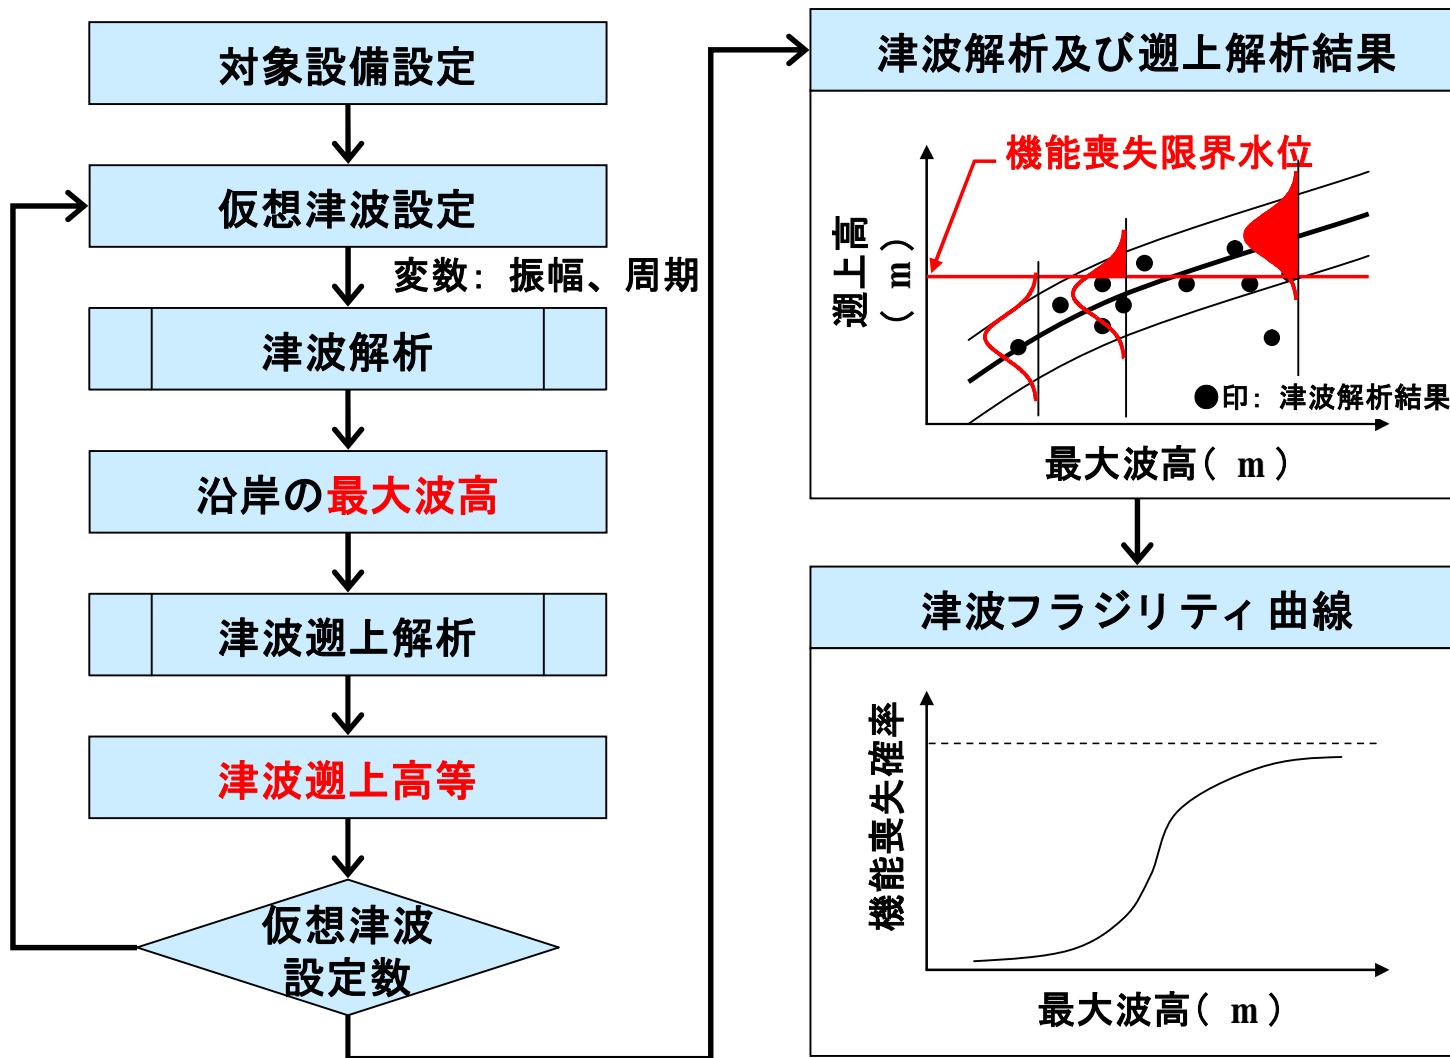 対象設備設定
仮想津波設定
変数：振幅、周期
津波解析
沿岸の最大波高
津波遡上解析
津波遡上高等
仮想津波
設定数
津波解析及び遡上解析結果
機能喪失限界水位
遡上高
（m）
●印：津波解析結果
最大波高（m）
津波フラジリティ曲線
機能喪失確率
最大波高（m）